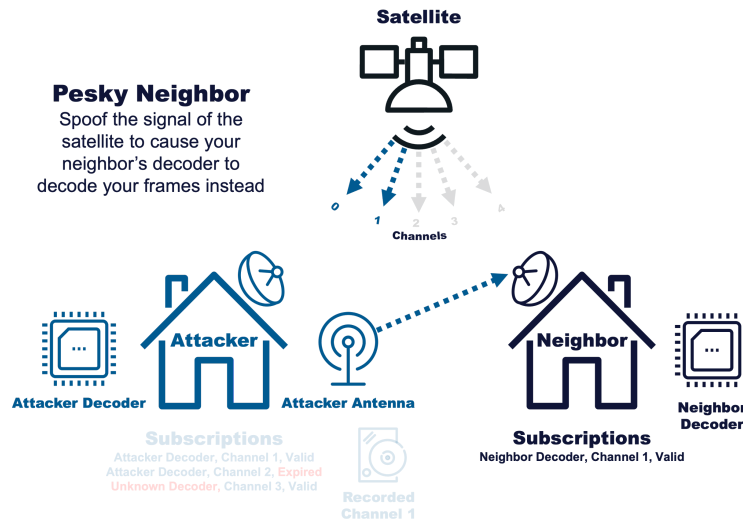 Satellite
Pesky Neighbor
Spoof the signal of the
satellite to cause your
neighbor's decoder to
decode your frames instead
0
1
2
3
4
Channels
Attacker
Neighbor
Attacker Decoder
Attacker Antenna
Neighbor
Decoder
Subscriptions
Attacker Decoder, Channel 1, Valid
Attacker Decoder, Channel 2, Expired
Unknown Decoder, Channel 3, Valid
Recorded
Channel 1
Subscriptions
Neighbor Decoder, Channel 1, Valid